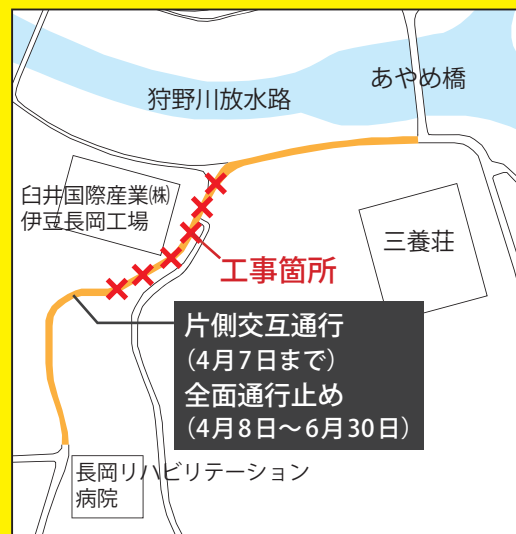 あやめ橋
狩野川放水路
臼井国際産業㈱
伊豆長岡工場
三養荘
工事箇所
片側交互通行
(4月7日まで)
全面通行止め
(4月8日～6月30日)
長岡リハビリテーション
病院